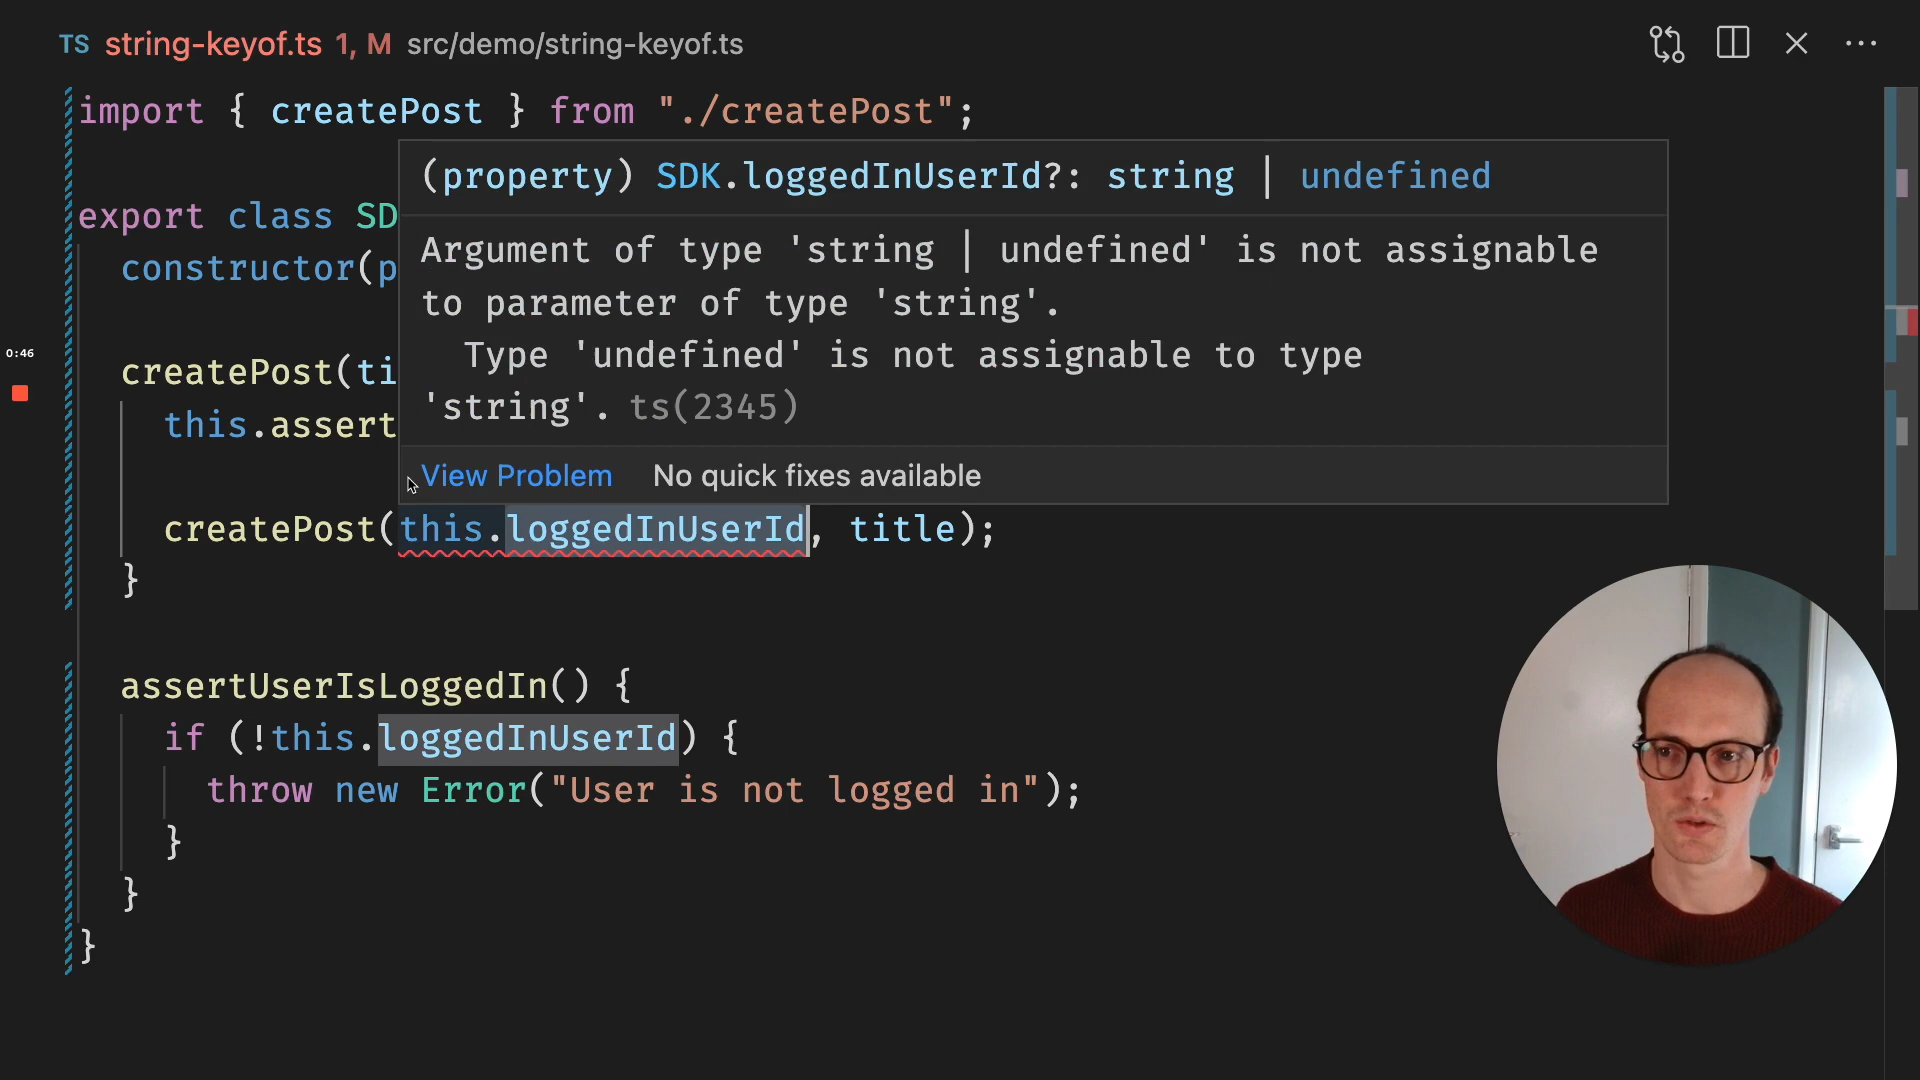 TS string-keyof.ts 1, M src/demo/string-keyof.ts
import { createPost } from "./createPost";
(property) SDK.loggedInUserId?: string | undefined
export class SD
Argument of type 'string | undefined' is not assignable
constructor(p
to parameter of type 'string'.
Type 'undefined' is not assignable to type
0:46
createPost(ti
'string'. ts(2345)
this.assert
View Problem No quick fixes available
createPost(this.loggedInUserId, title);
}
assertUserIsLoggedIn() {
if (!this.loggedInUserId) {
throw new Error("User is not logged in");
}
}
}